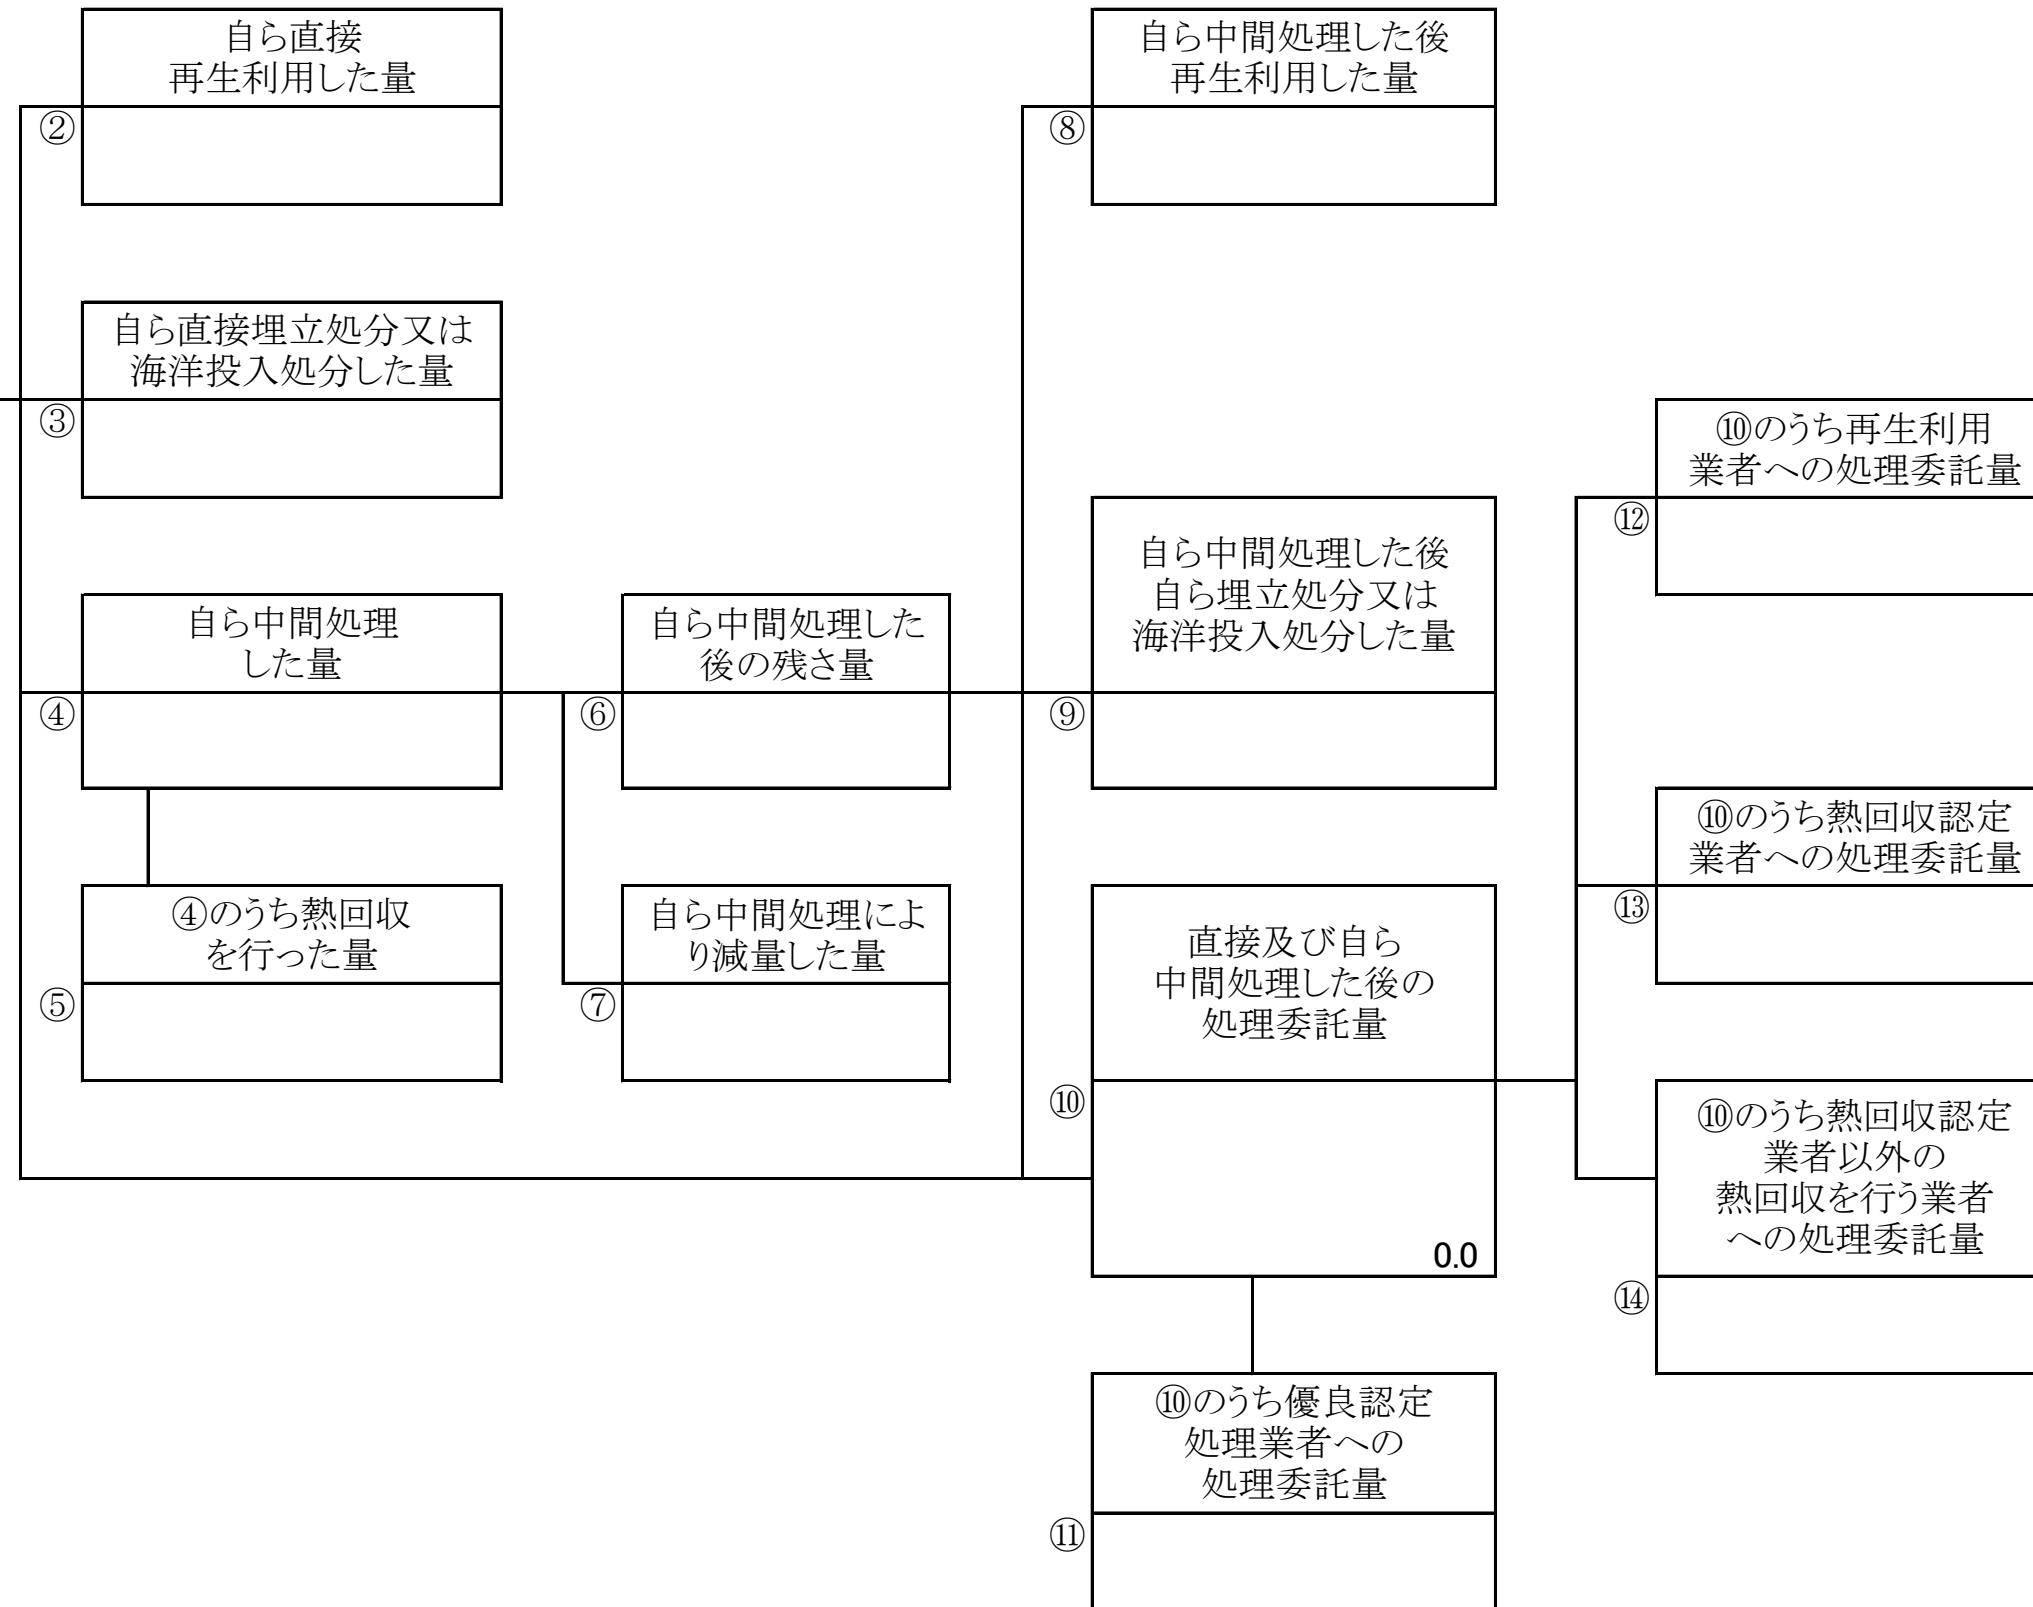 自ら直接
再生利用した量
②
自ら直接埋立処分又は
海洋投入処分した量
③
自ら中間処理
した量
④
④のうち熱回収
を行った量
⑤
自ら中間処理した
後の残さ量
⑥
自ら中間処理によ
り減量した量
⑦
自ら中間処理した後
再生利用した量
⑧
自ら中間処理した後
自ら埋立処分又は
海洋投入処分した量
⑨
直接及び自ら
中間処理した後の
処理委託量
⑩
0.0
⑩のうち優良認定
処理業者への
処理委託量
⑪
⑩のうち再生利用
業者への処理委託量
⑫
⑩のうち熱回収認定
業者への処理委託量
⑬
⑩のうち熱回収認定
業者以外の
熱回収を行う業者
への処理委託量
⑭